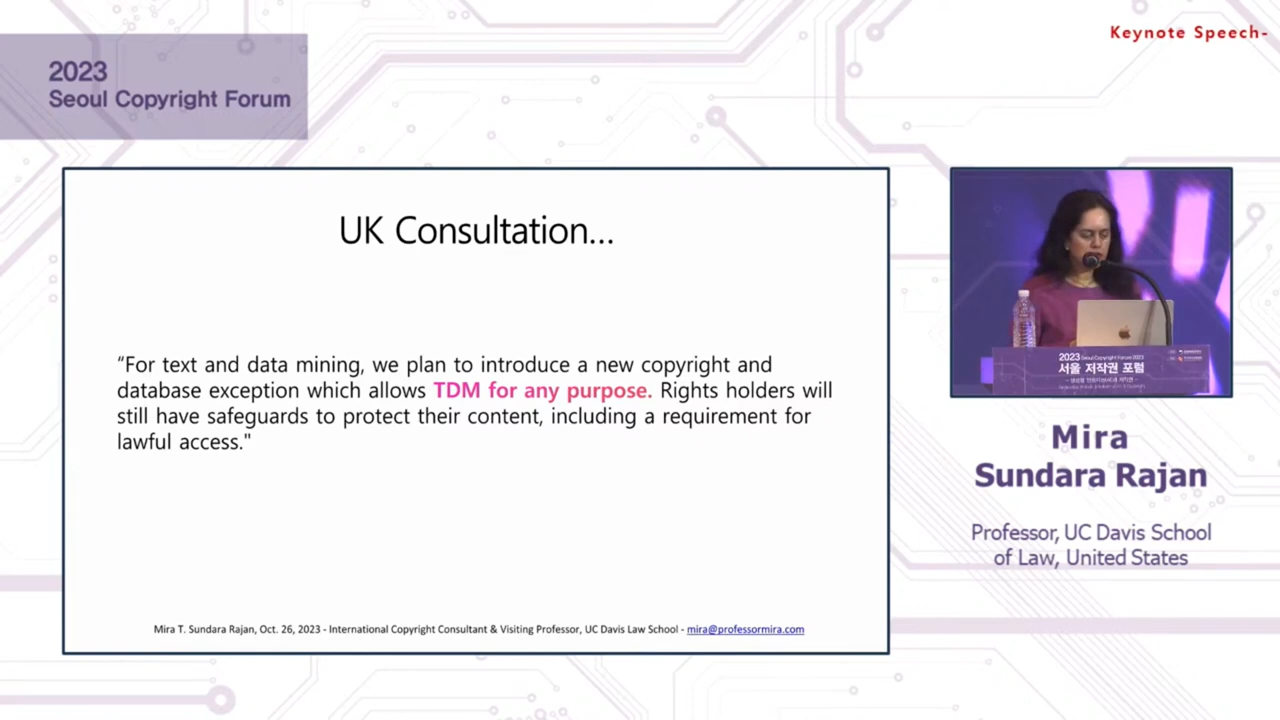 Keynote Speech-
2023
Seoul Copyright Forum
UK Consultation...
“For text and data mining, we plan to introduce a new copyright and
database exception which allows TDM for any purpose. Rights holders will
still have safeguards to protect their content, including a requirement for
lawful access."
Mira T. Sundara Rajan, Oct. 26, 2023 - International Copyright Consultant & Visiting Professor, UC Davis Law School - mira@professormira.com
2023 Seoul Copyright Forum 2023
서울 저작권 포럼
Mira
Sundara Rajan
Professor, UC Davis School
of Law, United States